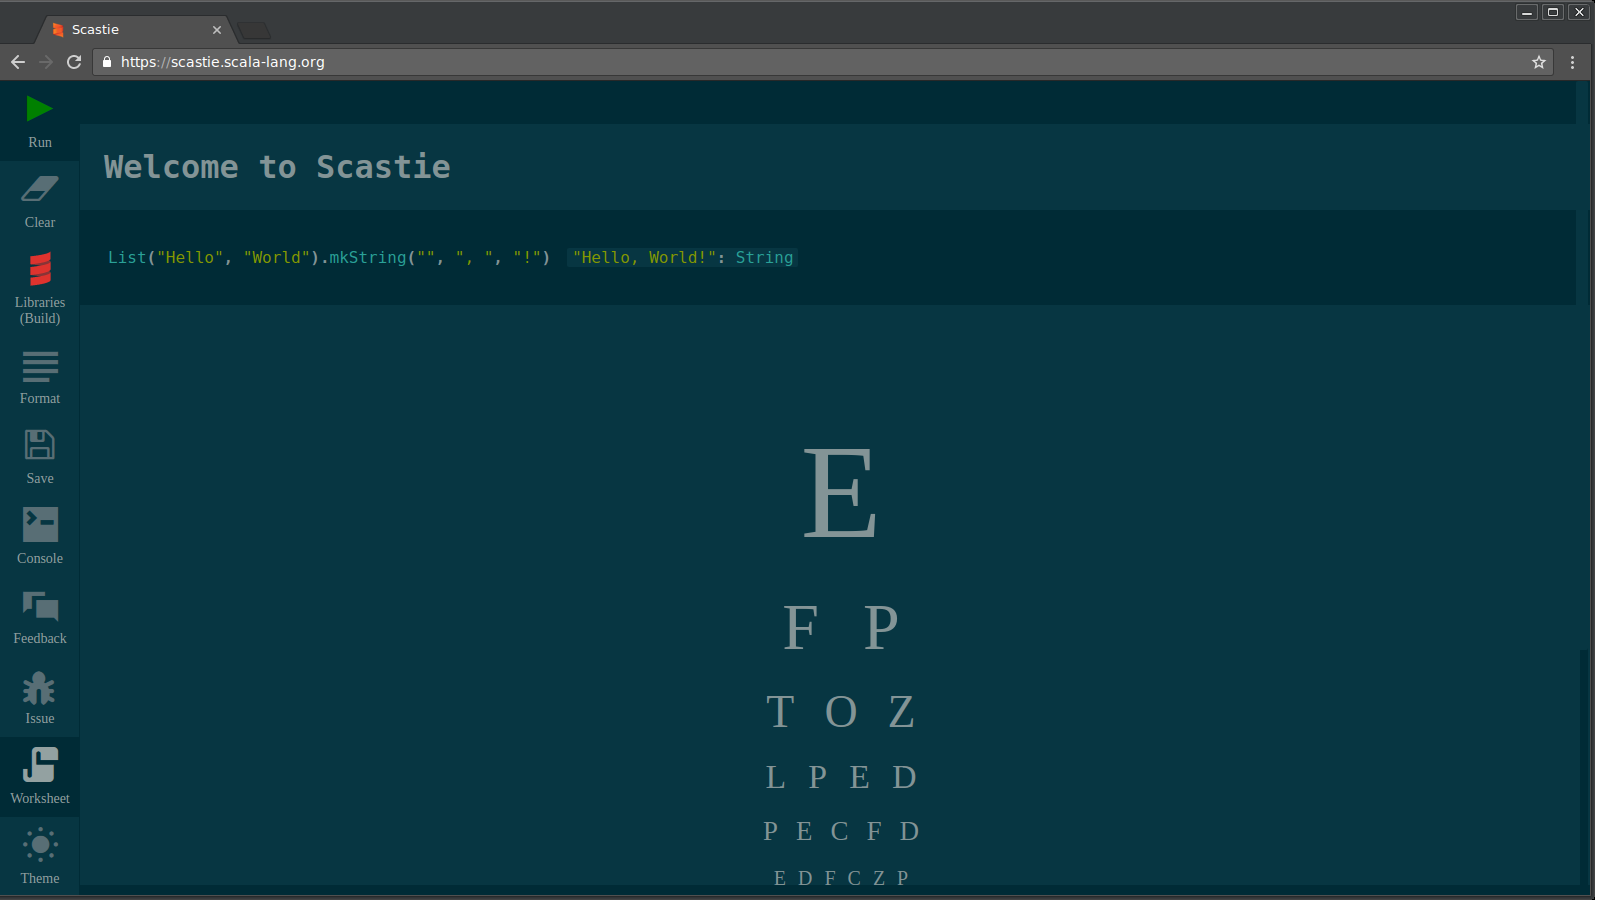 Scastie
https://scastie.scala-lang.org
Run
Clear
Libraries
(Build)
Format
Save
Console
Feedback
Issue
Worksheet
Theme
Welcome to Scastie
List("Hello", "World").mkString("", ", ", "!") "Hello, World!": String
E
F P
T O Z
L P E D
P E C F D
E D F C Z P